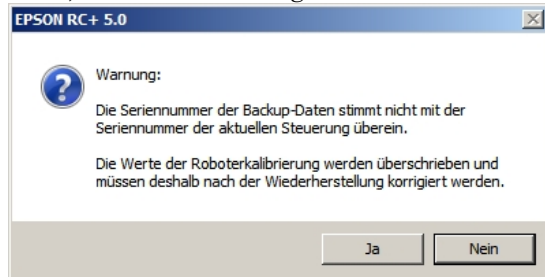 EPSON RC+ 5.0
Warnung:
Die Seriennummer der Backup-Daten stimmt nicht mit der
Seriennummer der aktuellen Steuerung überein.
Die Werte der Roboterkalibrierung werden überschrieben und
müssen deshalb nach der Wiederherstellung korrigiert werden.
Ja
Nein